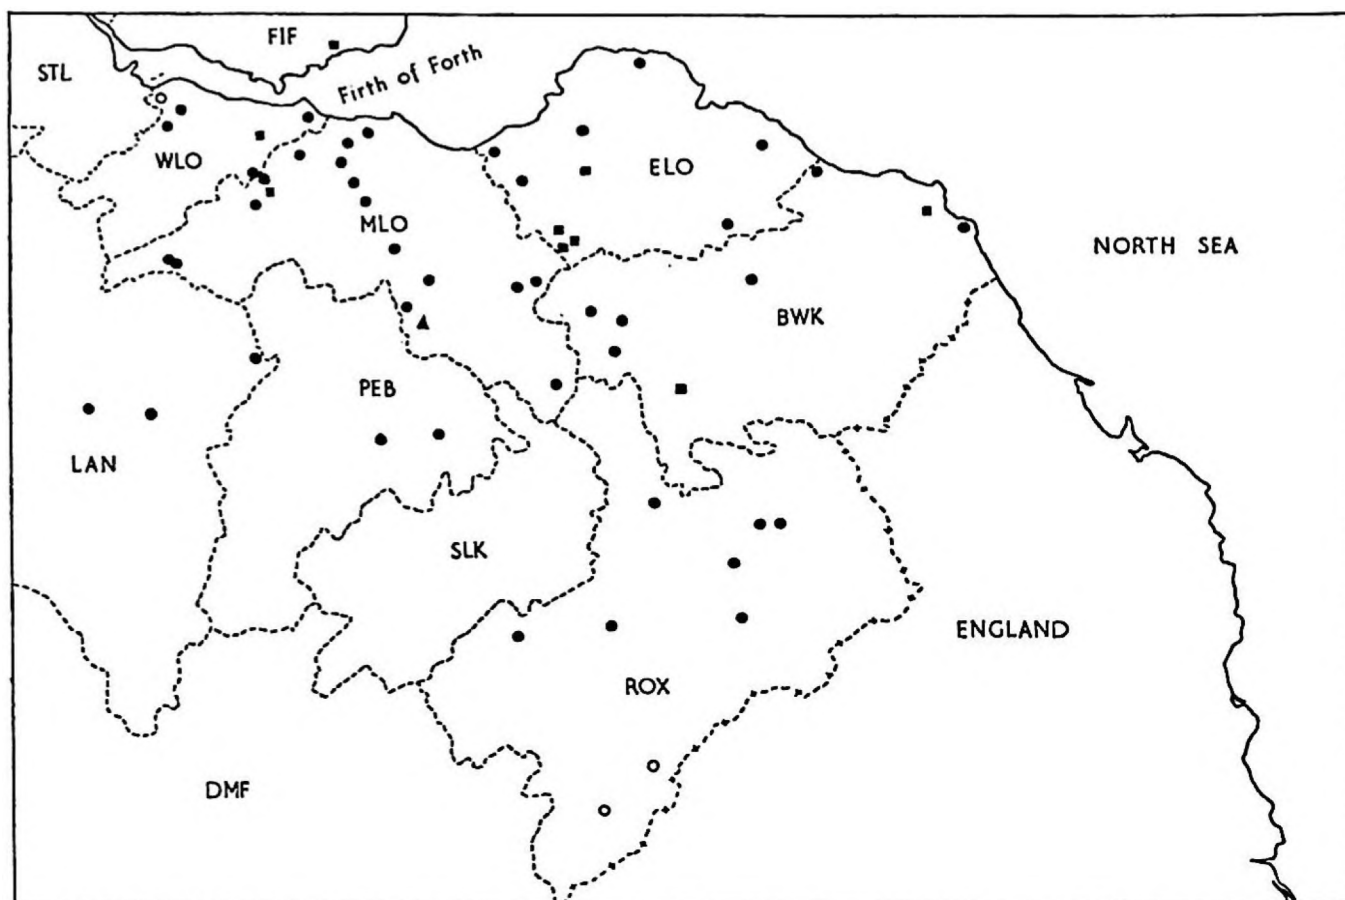 FIF
STL
Firth of Forth
WLO
ELO
MLO
NORTH SEA
BWK
PEB
LAN
SLK
ENGLAND
ROX
DMF